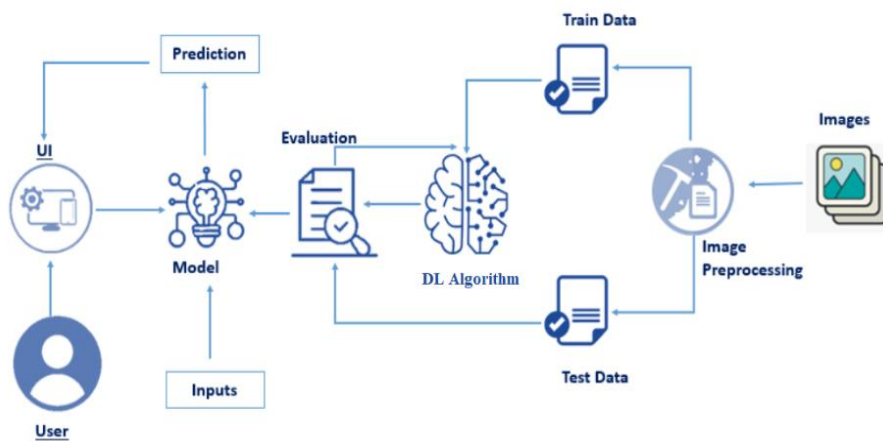 Train Data
Prediction
Images
Evaluation
UI
Image
Preprocessing
Model
DL Algorithm
Test Data
Inputs
User